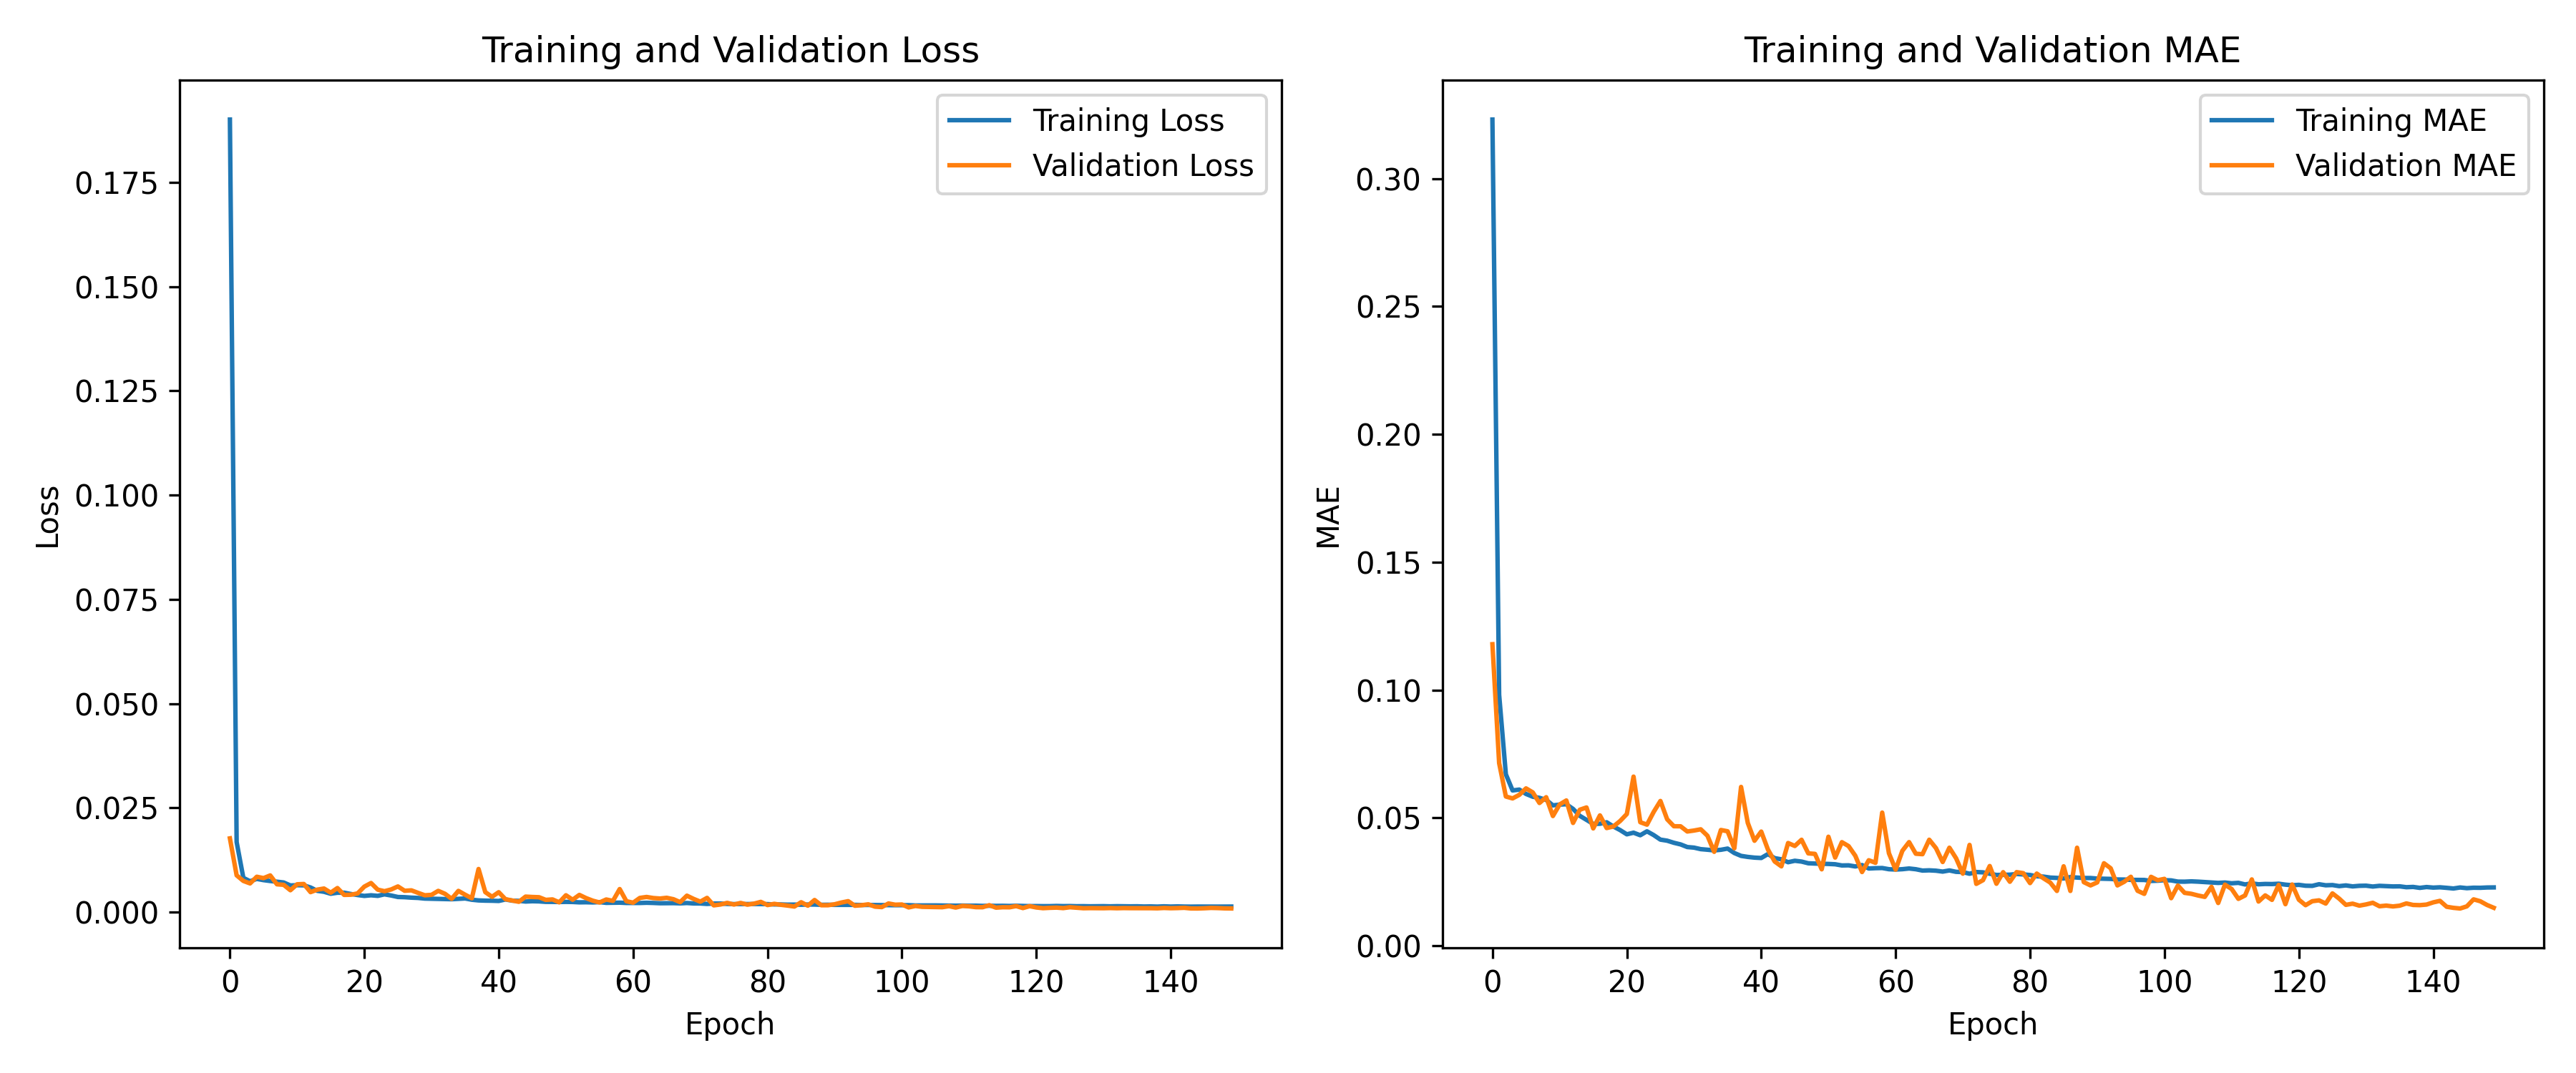 Training and Validation Loss
Training Loss
Validation Loss
0.175
0.150
0.125
0.100
0.075
0.050
0.025
0.000
Loss
0 20 40 60 80 100 120 140
Epoch
Training and Validation MAE
Training MAE
Validation MAE
0.30
0.25
0.20
0.15
0.10
0.05
0.00
MAE
0 20 40 60 80 100 120 140
Epoch